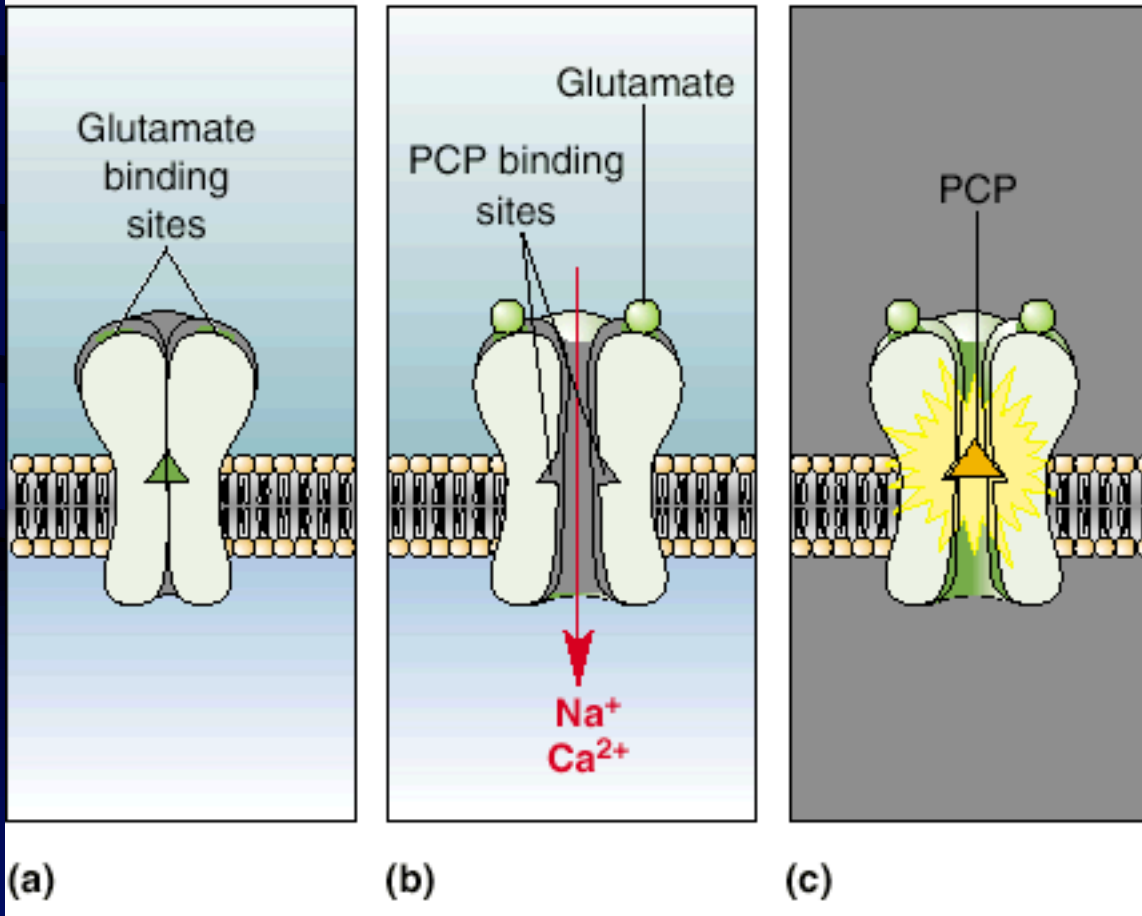 Glutamate
binding
sites
(a)
Glutamate
PCP binding
sites
Na⁺
Ca²⁺
(b)
PCP
(c)